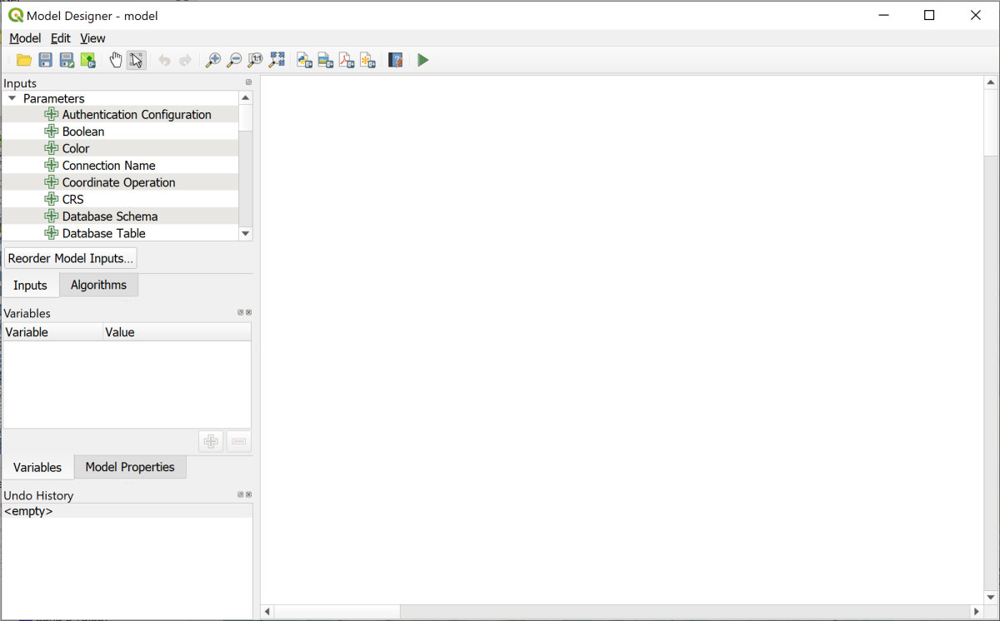 Model Designer - model
Model Edit View
Inputs
Parameters
Authentication Configuration
Boolean
Color
Connection Name
Coordinate Operation
CRS
Database Schema
Database Table
Reorder Model Inputs...
Inputs Algorithms
Variables
Variable Value
Variables Model Properties
Undo History
<empty>